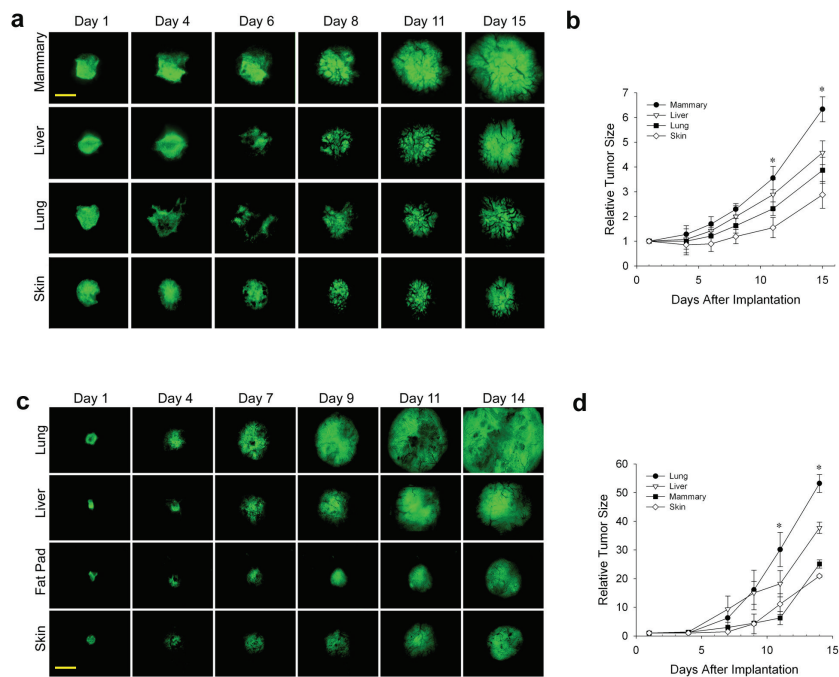 a
Day 1 Day 4 Day 6 Day 8 Day 11 Day 15
Mammary
Liver
Lung
Skin
b
Relative Tumor Size
7
6
5
4
3
2
1
0
Mammary
Liver
Lung
Skin
*
*
0 5 10 15
Days After Implantation
c
Day 1 Day 4 Day 7 Day 9 Day 11 Day 14
Lung
Liver
Fat Pad
Skin
d
Relative Tumor Size
60
50
40
30
20
10
0
Lung
Liver
Mammary
Skin
*
*
0 5 10 15
Days After Implantation